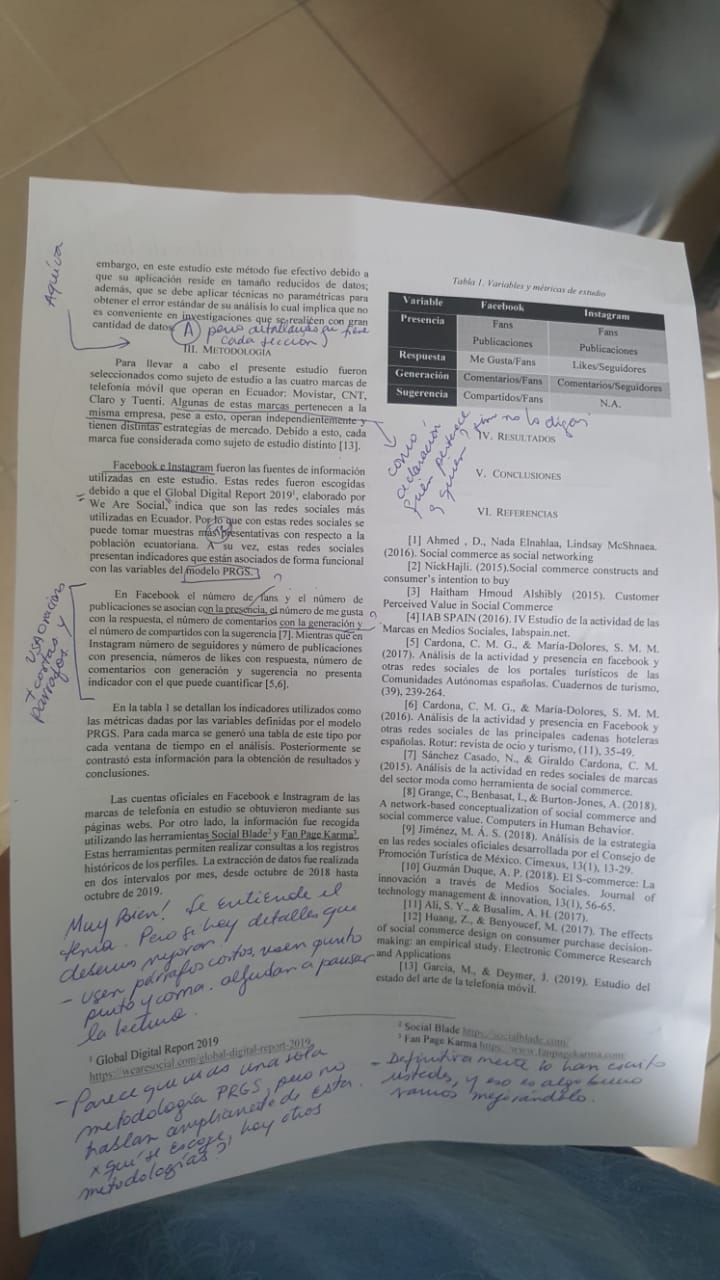 Aquí va
embargo, en este estudio este método fue efectivo debido a
que su aplicación reside en tamaño reducidos de datos;
además, que se debe aplicar técnicas no paramétricas para
obtener el error estándar de su análisis lo cual implica que no
es conveniente en investigaciones que se realicen con gran
cantidad de datos.
A pero detallando que tiene
cada sección)
III. METODOLOGÍA
Para llevar a cabo el presente estudio fueron
seleccionados como sujeto de estudio a las cuatro marcas de
telefonía móvil que operan en Ecuador: Movistar, CNT,
Claro y Tuenti. Algunas de estas marcas pertenecen a la
misma empresa, pese a esto, operan independientemente y
tienen distintas estrategias de mercado. Debido a esto, cada
marca fue considerada como sujeto de estudio distinto [13].
Facebook e Instagram fueron las fuentes de información
utilizadas en este estudio. Estas redes fueron escogidas
debido a que el Global Digital Report 2019¹, elaborado por
We Are Social, indica que son las redes sociales más
utilizadas en Ecuador. Por lo que con estas redes sociales se
puede tomar muestras más presentativas con respecto a la
población ecuatoriana. A su vez, estas redes sociales
presentan indicadores que están asociados de forma funcional
con las variables del modelo PRGS.
?
usa oraciones
+ cortas y
párrafos.
En Facebook el número de fans y el número de
publicaciones se asocian con la presencia, el número de me gusta
con la respuesta, el número de comentarios con la generación y
el número de compartidos con la sugerencia [7]. Mientras que en
Instagram número de seguidores y número de publicaciones
con presencia, números de likes con respuesta, número de
comentarios con generación y sugerencia no presenta
indicador con el que puede cuantificar [5,6].
En la tabla 1 se detallan los indicadores utilizados como
las métricas dadas por las variables definidas por el modelo
PRGS. Para cada marca se generó una tabla de este tipo por
cada ventana de tiempo en el análisis. Posteriormente se
contrastó esta información para la obtención de resultados y
conclusiones.
Las cuentas oficiales en Facebook e Instragram de las
marcas de telefonía en estudio se obtuvieron mediante sus
páginas webs. Por otro lado, la información fue recogida
utilizando las herramientas Social Blade² y Fan Page Karma³.
Estas herramientas permiten realizar consultas a los registros
históricos de los perfiles. La extracción de datos fue realizada
en dos intervalos por mes, desde octubre de 2018 hasta
octubre de 2019.
Muy Bien! Se entiende el
tema. Pero si hay detalles que
debemos mejorar.
- Usen párrafos cortos, usen punto
punto y coma. ayudan a pausar
la lectura.
¹ Global Digital Report 2019
https://wearesocial.com/global-digital-report-2019
- Parece que usas una sola
metodología PRGS, pero no
hablan ampliamente de esta.
x qué se escoge, hay otras
metodologías?
Tabla 1. Variables y métricas de estudio
Variable Facebook Instagram
Presencia Fans Fans
Publicaciones Publicaciones
Respuesta Me Gusta/Fans Likes/Seguidores
Generación Comentarios/Fans Comentarios/Seguidores
Sugerencia Compartidos/Fans N.A.
como
aclaración
quien pertenece
a quien? sino no lo digan
IV. RESULTADOS
V. CONCLUSIONES
VI. REFERENCIAS
[1] Ahmed , D., Nada Elnahlaa, Lindsay McShnaea.
(2016). Social commerce as social networking
[2] NickHajli. (2015).Social commerce constructs and
consumer's intention to buy
[3] Haitham Hmoud Alshibly (2015). Customer
Perceived Value in Social Commerce
[4] IAB SPAIN (2016). IV Estudio de la actividad de las
Marcas en Medios Sociales, Iabspain.net.
[5] Cardona, C. M. G., & María-Dolores, S. M. M.
(2017). Análisis de la actividad y presencia en facebook y
otras redes sociales de los portales turísticos de las
Comunidades Autónomas españolas. Cuadernos de turismo,
(39), 239-264.
[6] Cardona, C. M. G., & María-Dolores, S. M. M.
(2016). Análisis de la actividad y presencia en Facebook y
otras redes sociales de las principales cadenas hoteleras
españolas. Rotur: revista de ocio y turismo, (11), 35-49.
[7] Sánchez Casado, N., & Giraldo Cardona, C. M.
(2015). Análisis de la actividad en redes sociales de marcas
del sector moda como herramienta de social commerce.
[8] Grange, C., Benbasat, I., & Burton-Jones, A. (2018).
A network-based conceptualization of social commerce and
social commerce value. Computers in Human Behavior.
[9] Jiménez, M. Á. S. (2018). Análisis de la estrategia
en las redes sociales oficiales desarrollada por el Consejo de
Promoción Turística de México. Cimexus, 13(1), 13-29.
[10] Guzmán Duque, A. P. (2018). El S-commerce: La
innovación a través de Medios Sociales. Journal of
technology management & innovation, 13(1), 56-65.
[11] Ali, S. Y., & Busalim, A. H. (2017).
[12] Huang, Z., & Benyoucef, M. (2017). The effects
of social commerce design on consumer purchase decision-
making: an empirical study. Electronic Commerce Research
and Applications
[13] García, M., & Deymer, J. (2019). Estudio del
estado del arte de la telefonía móvil.
² Social Blade https://socialblade.com/
³ Fan Page Karma https://www.fanpagekarma.com/
- Definitivamente lo han escrito
ustedes, y eso es algo bueno
vamos mejorándolo.